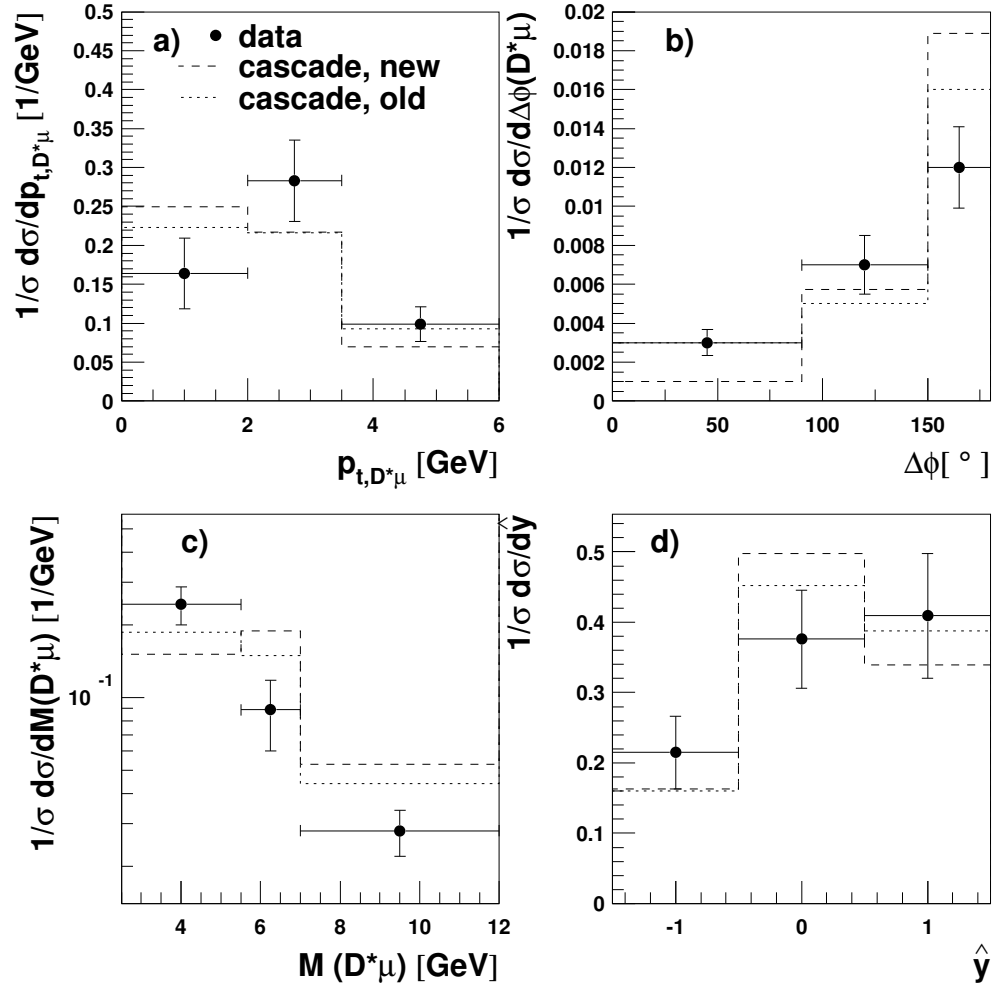 a)
data
cascade, new
cascade, old
1/σ dσ/dp_{t,D*μ} [1/GeV]
0.5
0.45
0.4
0.35
0.3
0.25
0.2
0.15
0.1
0.05
0
0 2 4 6
p_{t,D*μ} [GeV]
b)
1/σ dσ/dΔϕ(D*μ)
0.02
0.018
0.016
0.014
0.012
0.01
0.008
0.006
0.004
0.002
0
0 50 100 150
Δϕ[ °]
c)
1/σ dσ/dM(D*μ) [1/GeV]
10^{-1}
4 6 8 10 12
M (D*μ) [GeV]
d)
1/σ dσ/dŷ
0.5
0.4
0.3
0.2
0.1
0
-1 0 1
ŷ